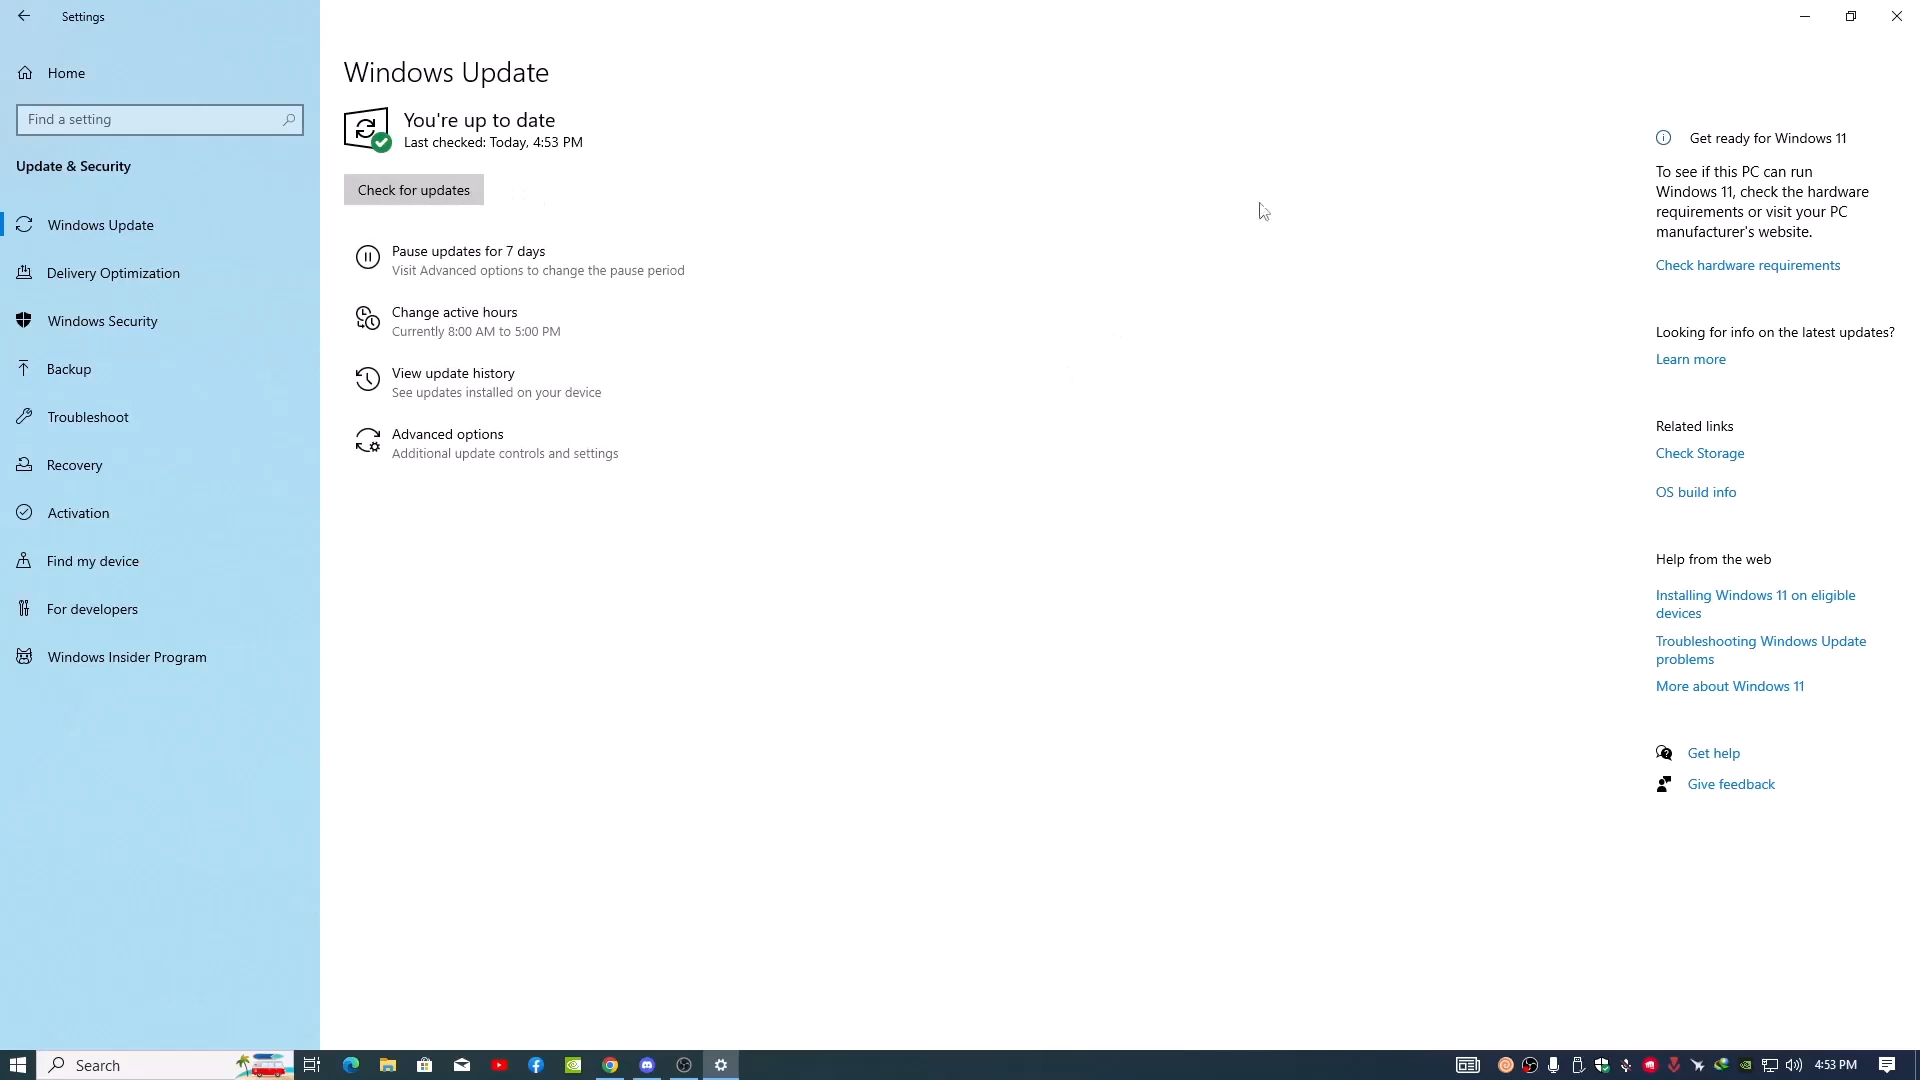 Settings
Home
Find a setting
Update & Security
Windows Update
Delivery Optimization
Windows Security
Backup
Troubleshoot
Recovery
Activation
Find my device
For developers
Windows Insider Program
Windows Update
You're up to date
Last checked: Today, 4:53 PM
Check for updates
Pause updates for 7 days
Visit Advanced options to change the pause period
Change active hours
Currently 8:00 AM to 5:00 PM
View update history
See updates installed on your device
Advanced options
Additional update controls and settings
Get ready for Windows 11
To see if this PC can run
Windows 11, check the hardware
requirements or visit your PC
manufacturer's website.
Check hardware requirements
Looking for info on the latest updates?
Learn more
Related links
Check Storage
OS build info
Help from the web
Installing Windows 11 on eligible
devices
Troubleshooting Windows Update
problems
More about Windows 11
Get help
Give feedback
Search
4:53 PM